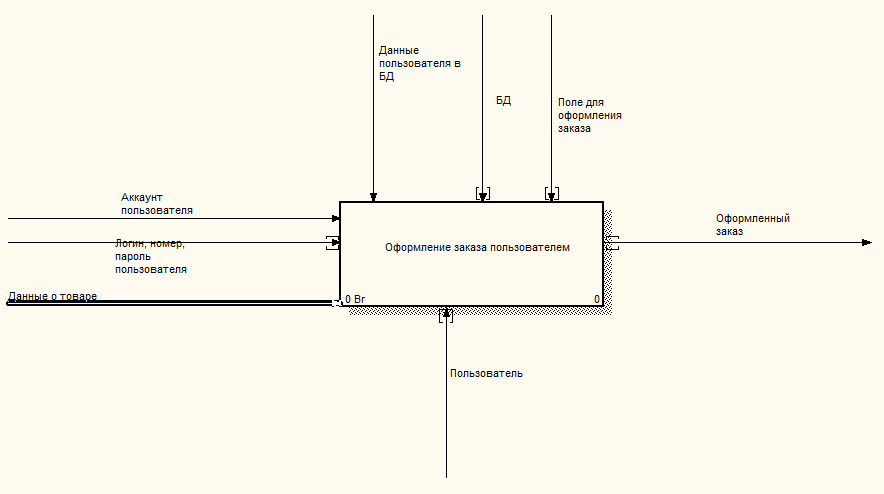 Данные
пользователя в
БД
БД
Поле для
оформления
заказа
Аккаунт
пользователя
Логин, номер,
пароль
пользователя
Данные о товаре
Оформление заказа пользователем
0 Br
0
Оформленный
заказ
Пользователь